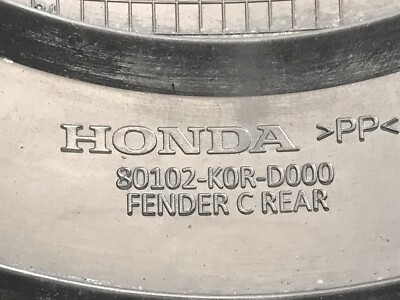 HONDA >PP<
80102-K0R-D000
FENDER C REAR